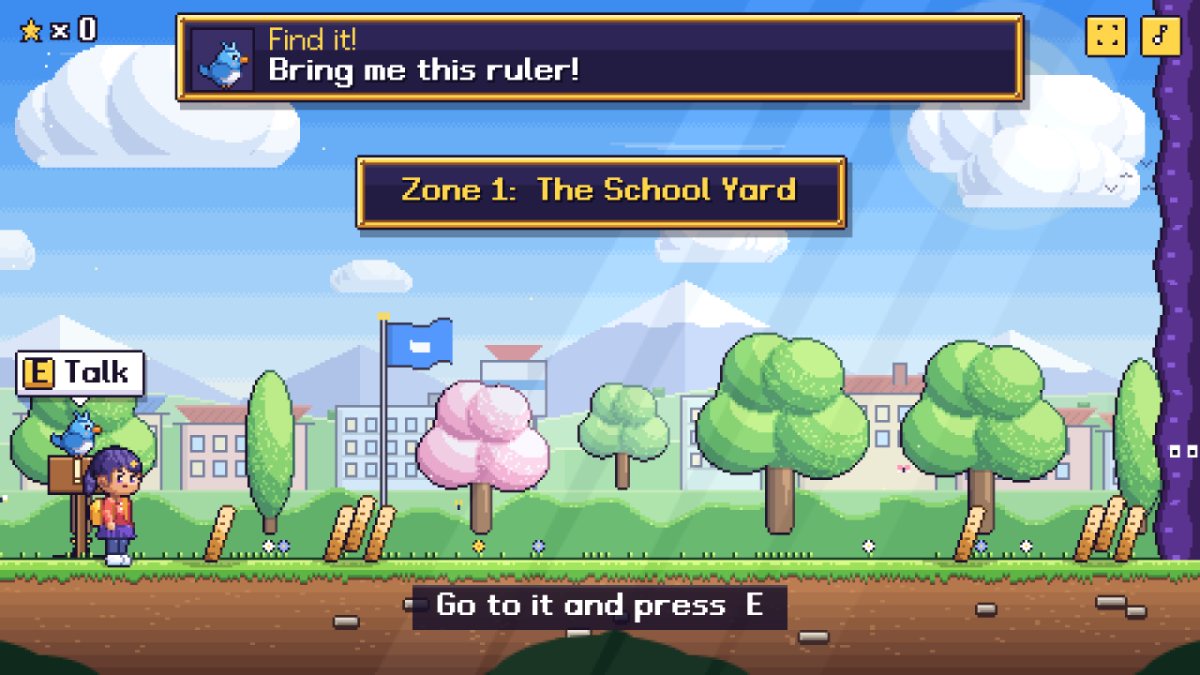 x 0
Find it!
Bring me this ruler!
Zone 1: The School Yard
E Talk
Go to it and press E